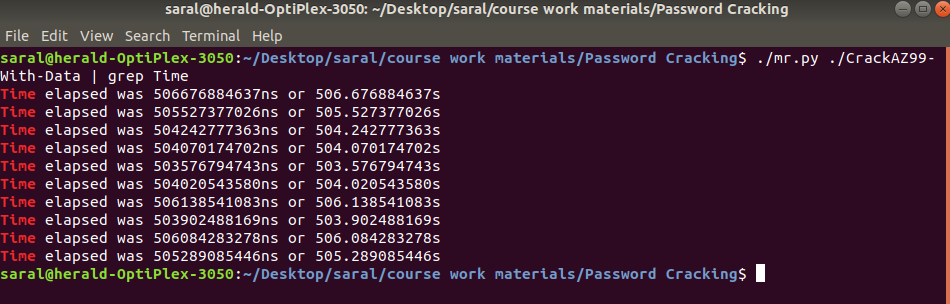 saral@herald-OptiPlex-3050: ~/Desktop/saral/course work materials/Password Cracking
File Edit View Search Terminal Help
saral@herald-OptiPlex-3050:~/Desktop/saral/course work materials/Password Cracking$ ./mr.py ./CrackAZ99-
With-Data | grep Time
Time elapsed was 506676884637ns or 506.676884637s
Time elapsed was 505527377026ns or 505.527377026s
Time elapsed was 504242777363ns or 504.242777363s
Time elapsed was 504070174702ns or 504.070174702s
Time elapsed was 503576794743ns or 503.576794743s
Time elapsed was 504020543580ns or 504.020543580s
Time elapsed was 506138541083ns or 506.138541083s
Time elapsed was 503902488169ns or 503.902488169s
Time elapsed was 506084283278ns or 506.084283278s
Time elapsed was 505289085446ns or 505.289085446s
saral@herald-OptiPlex-3050:~/Desktop/saral/course work materials/Password Cracking$